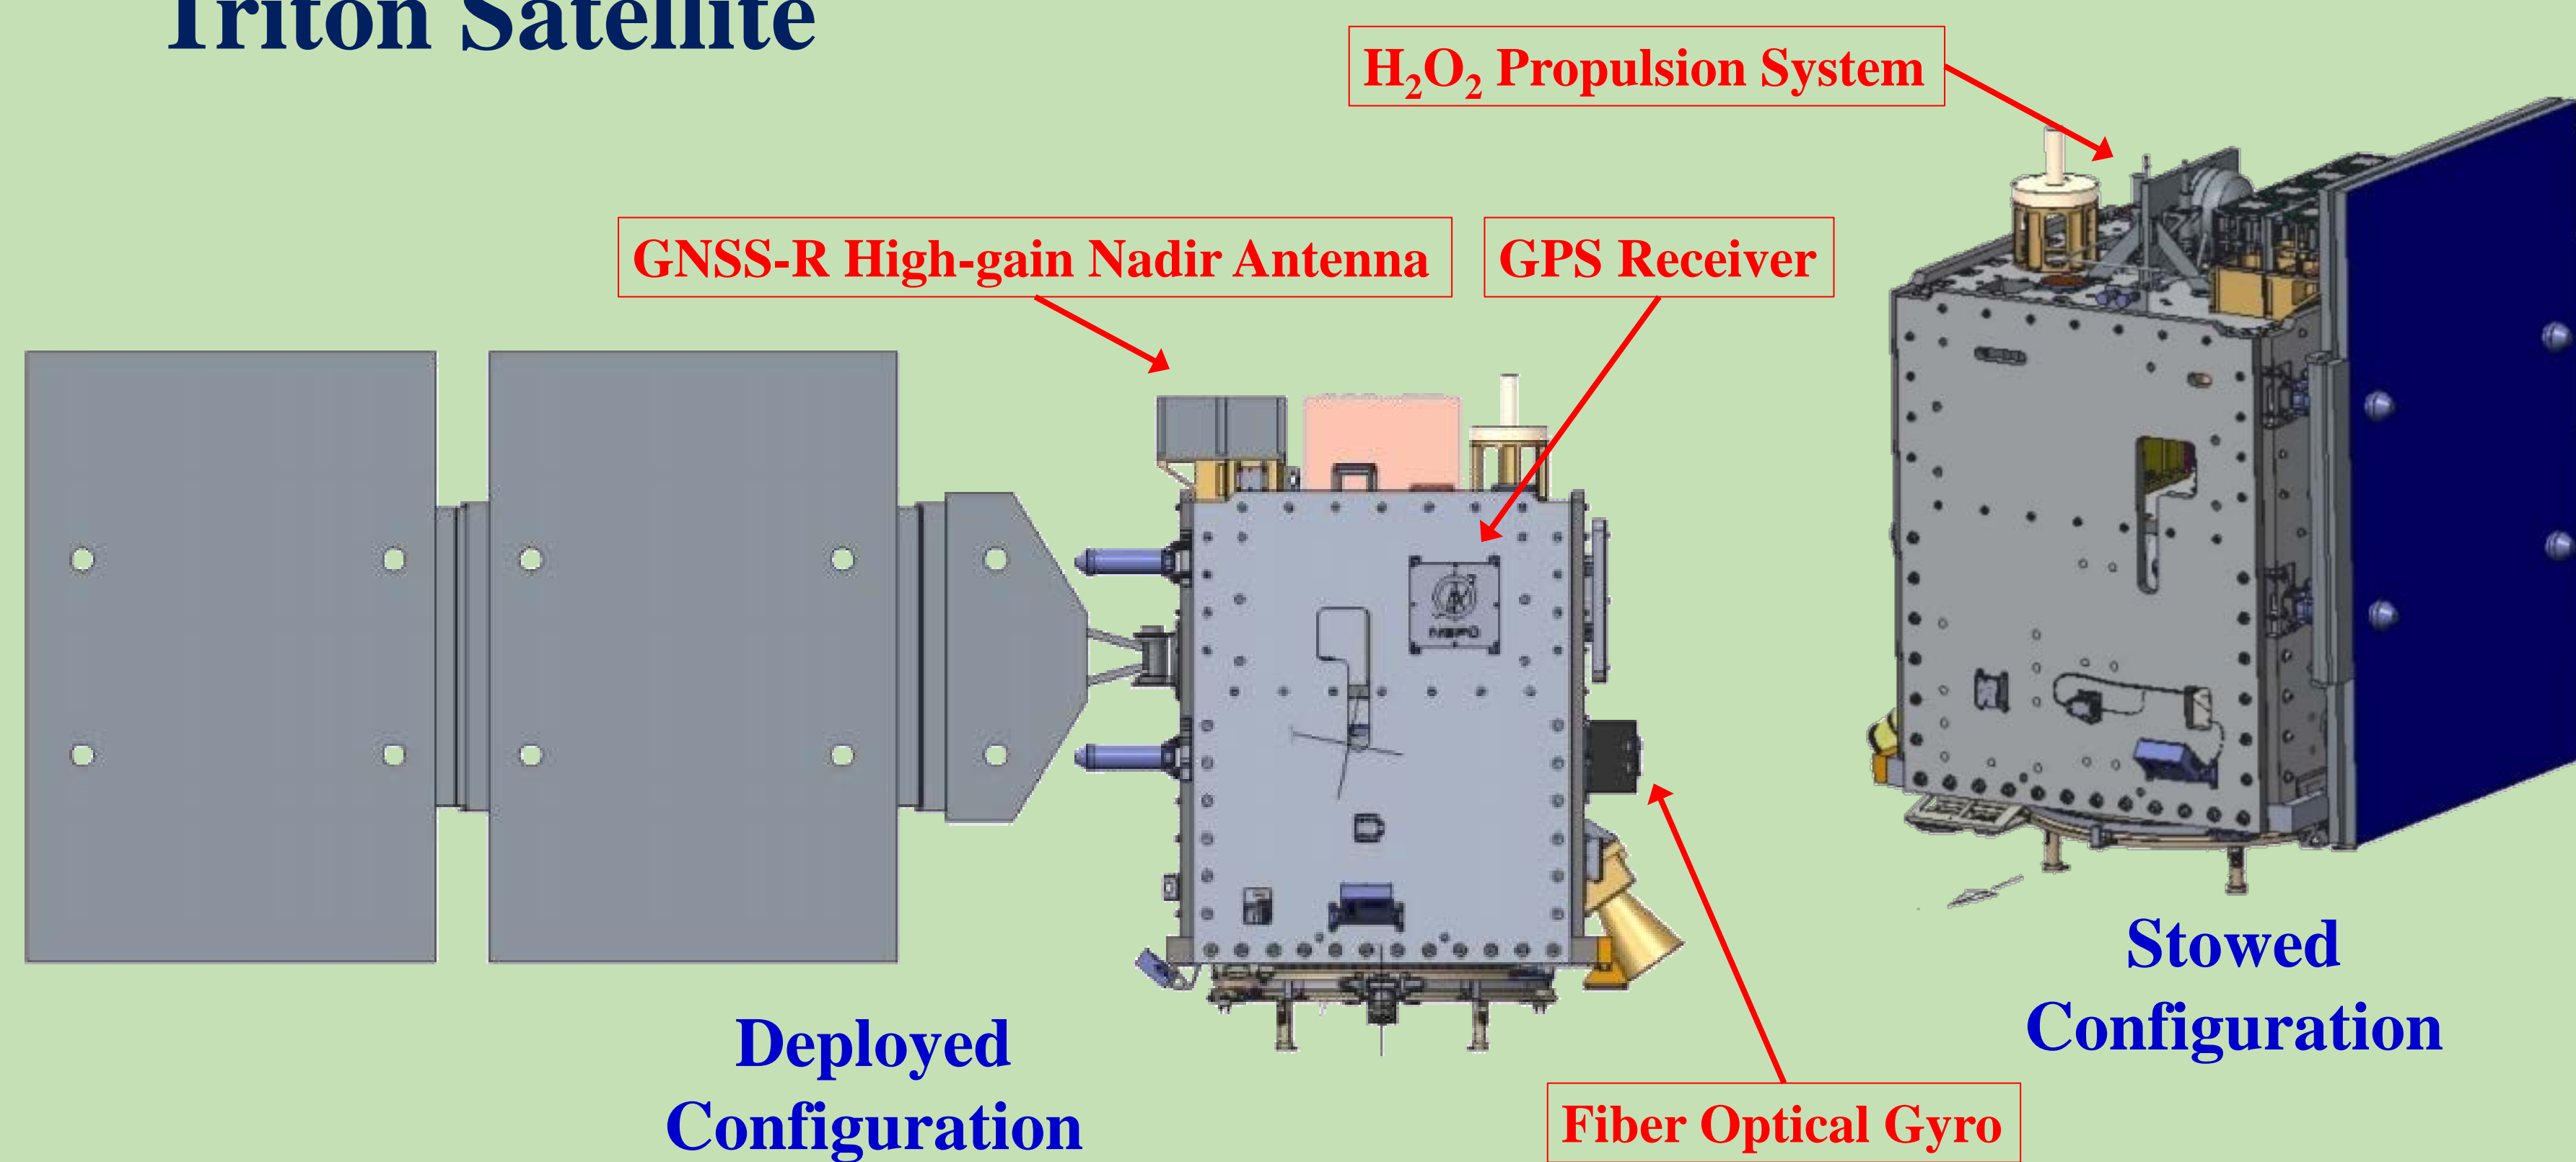 Triton Satellite
H₂O₂ Propulsion System
GNSS-R High-gain Nadir Antenna
GPS Receiver
NSPO
Deployed
Configuration
Stowed
Configuration
Fiber Optical Gyro